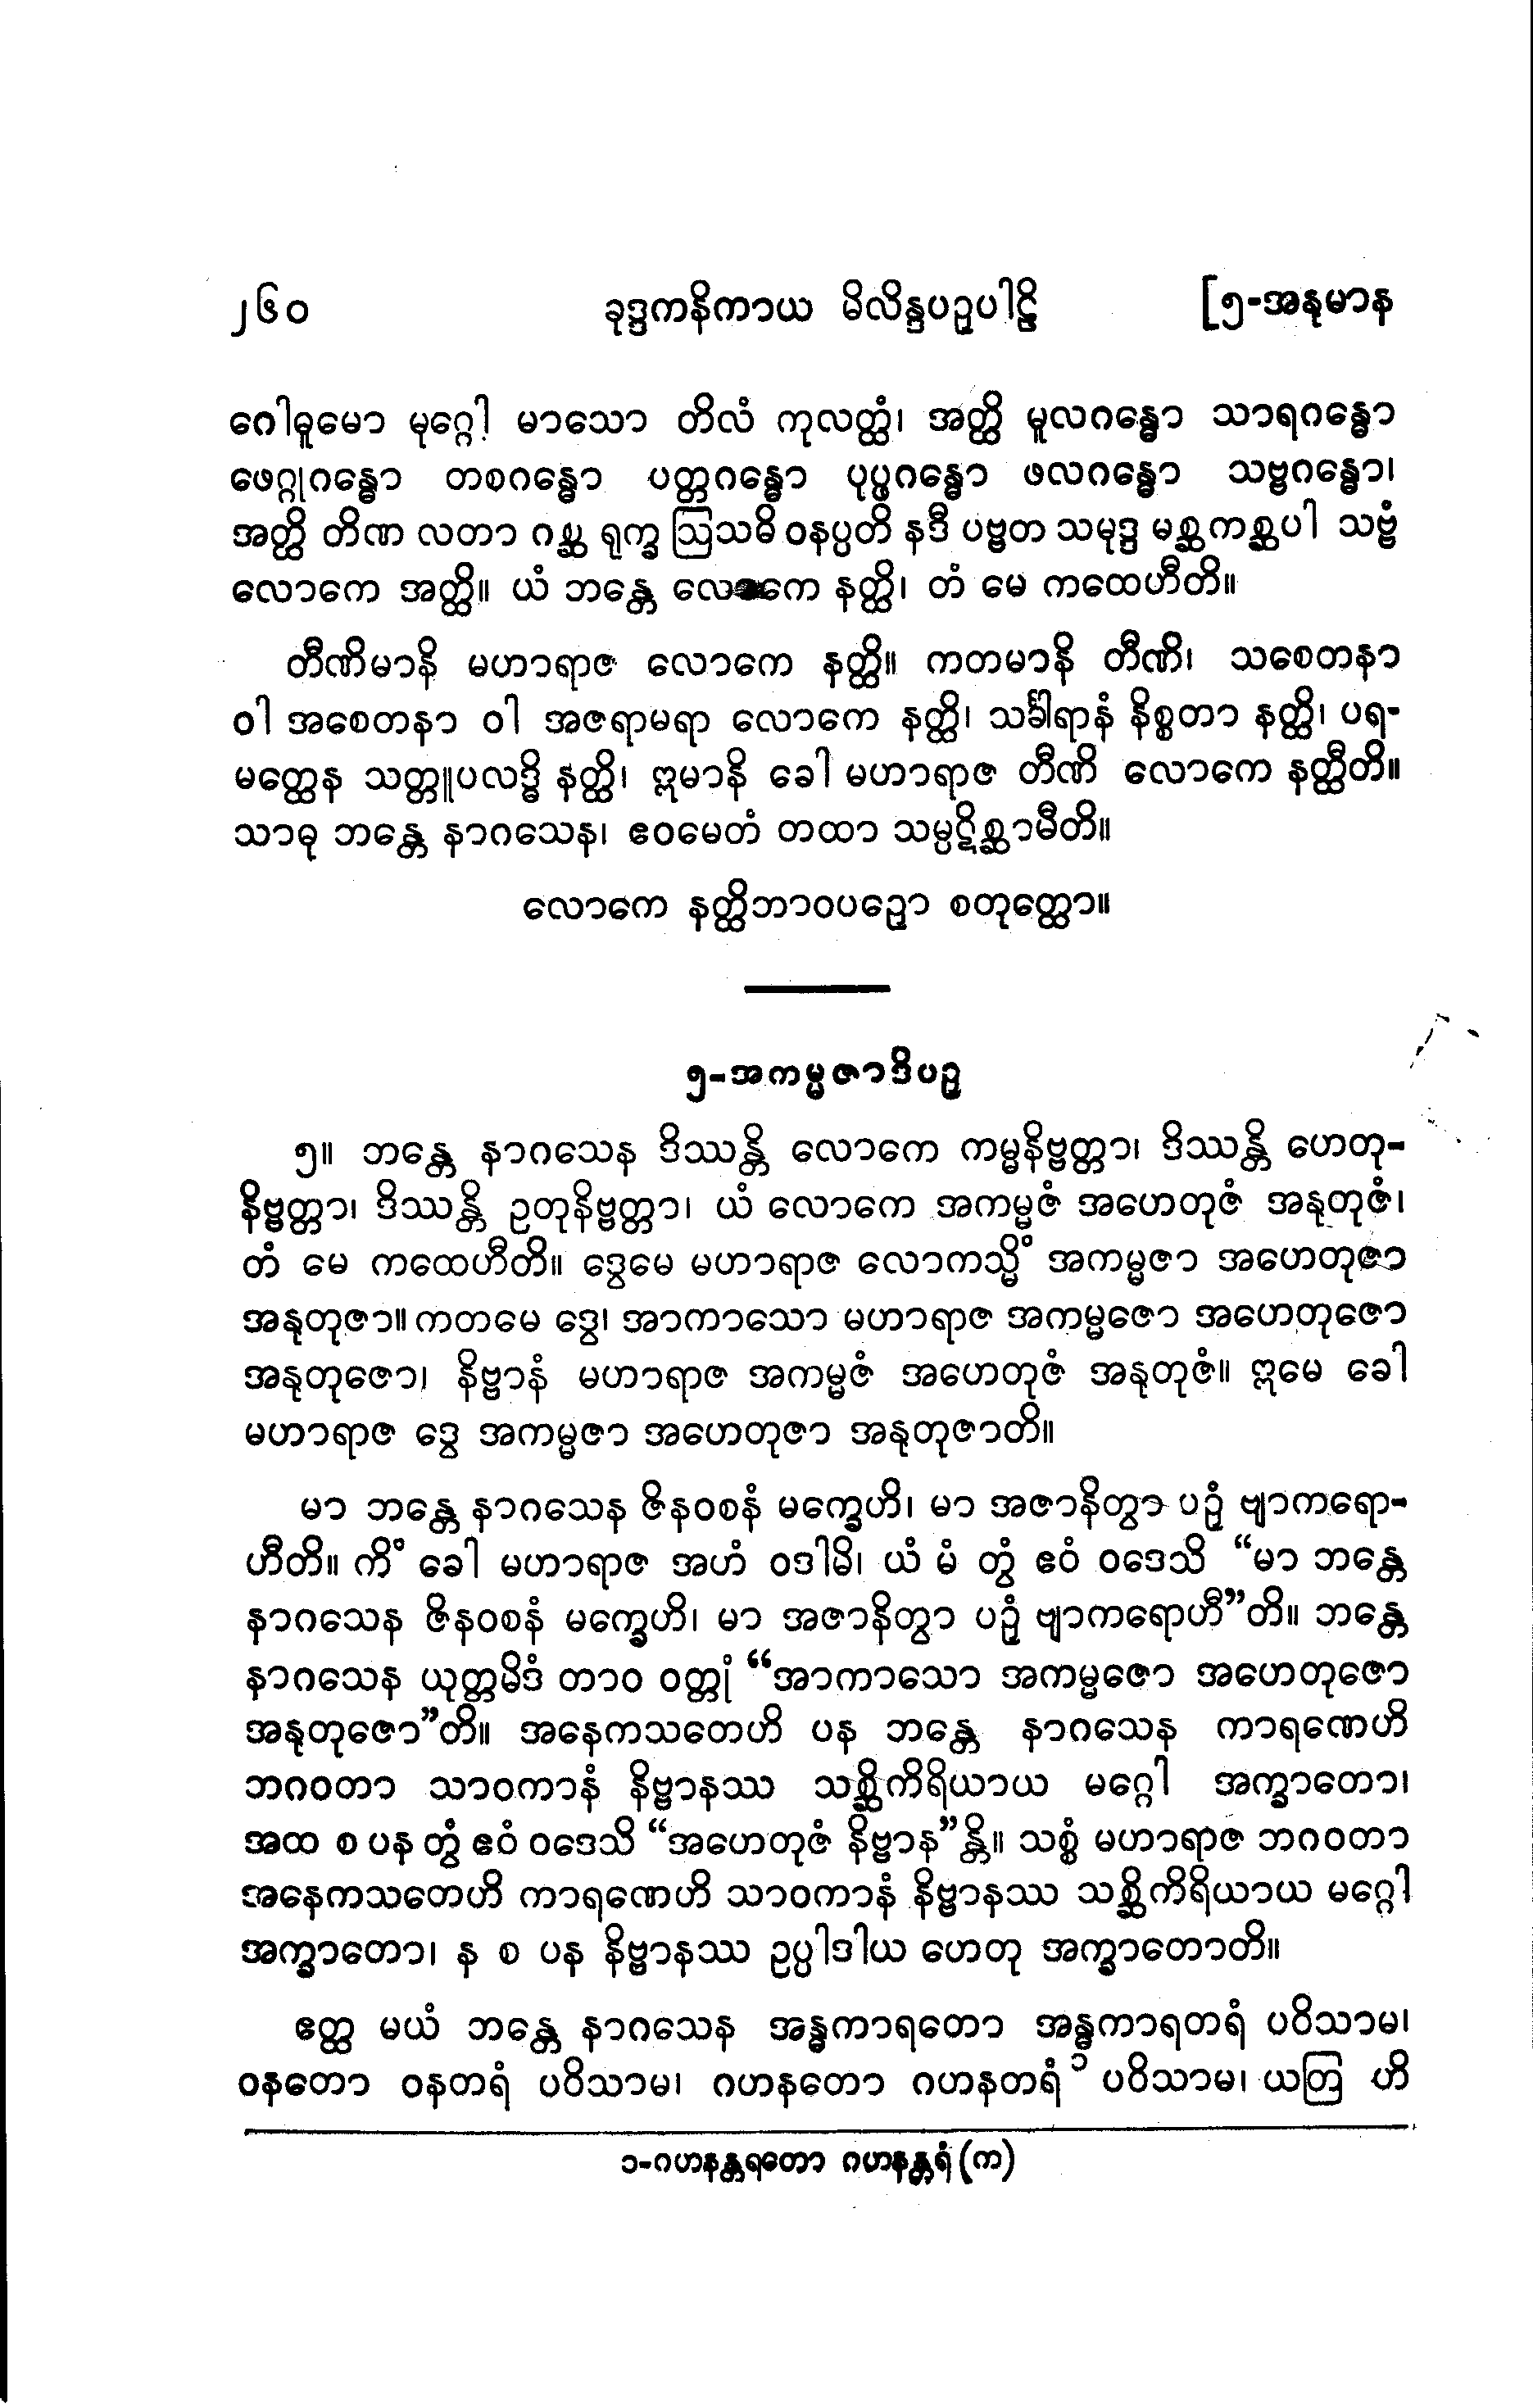 ၂၆၀ ခုဒ္ဒကနိကာယ မိလိန္ဒပဉှပါဠိ [၅-အနုမာန
ဂေါဓူမော မုဂ္ဂေါ မာသော တိလံ ကုလတ္ထံ၊ အတ္ထိ မူလဂန္ဓော သာရဂန္ဓော
ဖေဂ္ဂုဂန္ဓော တစဂန္ဓော ပတ္တဂန္ဓော ပုပ္ဖဂန္ဓော ဖလဂန္ဓော သဗ္ဗဂန္ဓော၊
အတ္ထိ တိဏ လတာ ဂစ္ဆ ရုက္ခ ဩသဓိ ဝနပ္ပတိ နဒီ ပဗ္ဗတ သမုဒ္ဒ မစ္ဆကစ္ဆပါ သဗ္ဗံ
လောကေ အတ္ထိ။ ယံ ဘန္တေ လောကေ နတ္ထိ၊ တံ မေ ကထေဟီတိ။
တီဏိမာနိ မဟာရာဇ လောကေ နတ္ထိ။ ကတမာနိ တီဏိ၊ သစေတနာ
ဝါ အစေတနာ ဝါ အဇရာမရာ လောကေ နတ္ထိ၊ သင်္ခါရာနံ နိစ္စတာ နတ္ထိ၊ ပရ-
မတ္ထေန သတ္တူပလဒ္ဓိ နတ္ထိ၊ ဣမာနိ ခေါ မဟာရာဇ တီဏိ လောကေ နတ္ထီတိ။
သာဓု ဘန္တေ နာဂသေန၊ ဧဝမေတံ တထာ သမ္ပဋိစ္ဆာမီတိ။
လောကေ နတ္ထိဘာဝပဉှော စတုတ္ထော။
၅-အကမ္မဇာဒိပဉှ
၅။ ဘန္တေ နာဂသေန ဒိဿန္တိ လောကေ ကမ္မနိဗ္ဗတ္တာ၊ ဒိဿန္တိ ဟေတု-
နိဗ္ဗတ္တာ၊ ဒိဿန္တိ ဥတုနိဗ္ဗတ္တာ၊ ယံ လောကေ အကမ္မဇံ အဟေတုဇံ အနုတုဇံ၊
တံ မေ ကထေဟီတိ။ ဒွေမေ မဟာရာဇ လောကသ္မိံ အကမ္မဇာ အဟေတုဇာ
အနုတုဇာ။ ကတမေ ဒွေ၊ အာကာသော မဟာရာဇ အကမ္မဇော အဟေတုဇော
အနုတုဇော၊ နိဗ္ဗာနံ မဟာရာဇ အကမ္မဇံ အဟေတုဇံ အနုတုဇံ။ ဣမေ ခေါ
မဟာရာဇ ဒွေ အကမ္မဇာ အဟေတုဇာ အနုတုဇာတိ။
မာ ဘန္တေ နာဂသေန ဇိနဝစနံ မက္ခေဟိ၊ မာ အဇာနိတွာ ပဉှံ ဗျာကရော-
ဟီတိ။ ကိံ ခေါ မဟာရာဇ အဟံ ဝဒါမိ၊ ယံ မံ တွံ ဧဝံ ဝဒေသိ “မာ ဘန္တေ
နာဂသေန ဇိနဝစနံ မက္ခေဟိ၊ မာ အဇာနိတွာ ပဉှံ ဗျာကရောဟီ”တိ။ ဘန္တေ
နာဂသေန ယုတ္တမိဒံ တာဝ ဝတ္တုံ “အာကာသော အကမ္မဇော အဟေတုဇော
အနုတုဇော”တိ။ အနေကသတေဟိ ပန ဘန္တေ နာဂသေန ကာရဏေဟိ
ဘဂဝတာ သာဝကာနံ နိဗ္ဗာနဿ သစ္ဆိကိရိယာယ မဂ္ဂေါ အက္ခာတော၊
အထ စ ပန တွံ ဧဝံ ဝဒေသိ “အဟေတုဇံ နိဗ္ဗာန”န္တိ။ သစ္စံ မဟာရာဇ ဘဂဝတာ
အနေကသတေဟိ ကာရဏေဟိ သာဝကာနံ နိဗ္ဗာနဿ သစ္ဆိကိရိယာယ မဂ္ဂေါ
အက္ခာတော၊ န စ ပန နိဗ္ဗာနဿ ဥပ္ပါဒါယ ဟေတု အက္ခာတောတိ။
ဧတ္ထ မယံ ဘန္တေ နာဂသေန အန္ဓကာရတော အန္ဓကာရတရံ ပဝိသာမ၊
ဝနတော ဝနတရံ ပဝိသာမ၊ ဂဟနတော ဂဟနတရံ ၁ ပဝိသာမ၊ ယတြ ဟိ
၁-ဂဟနန္တရတော ဂဟနန္တရံ (က)